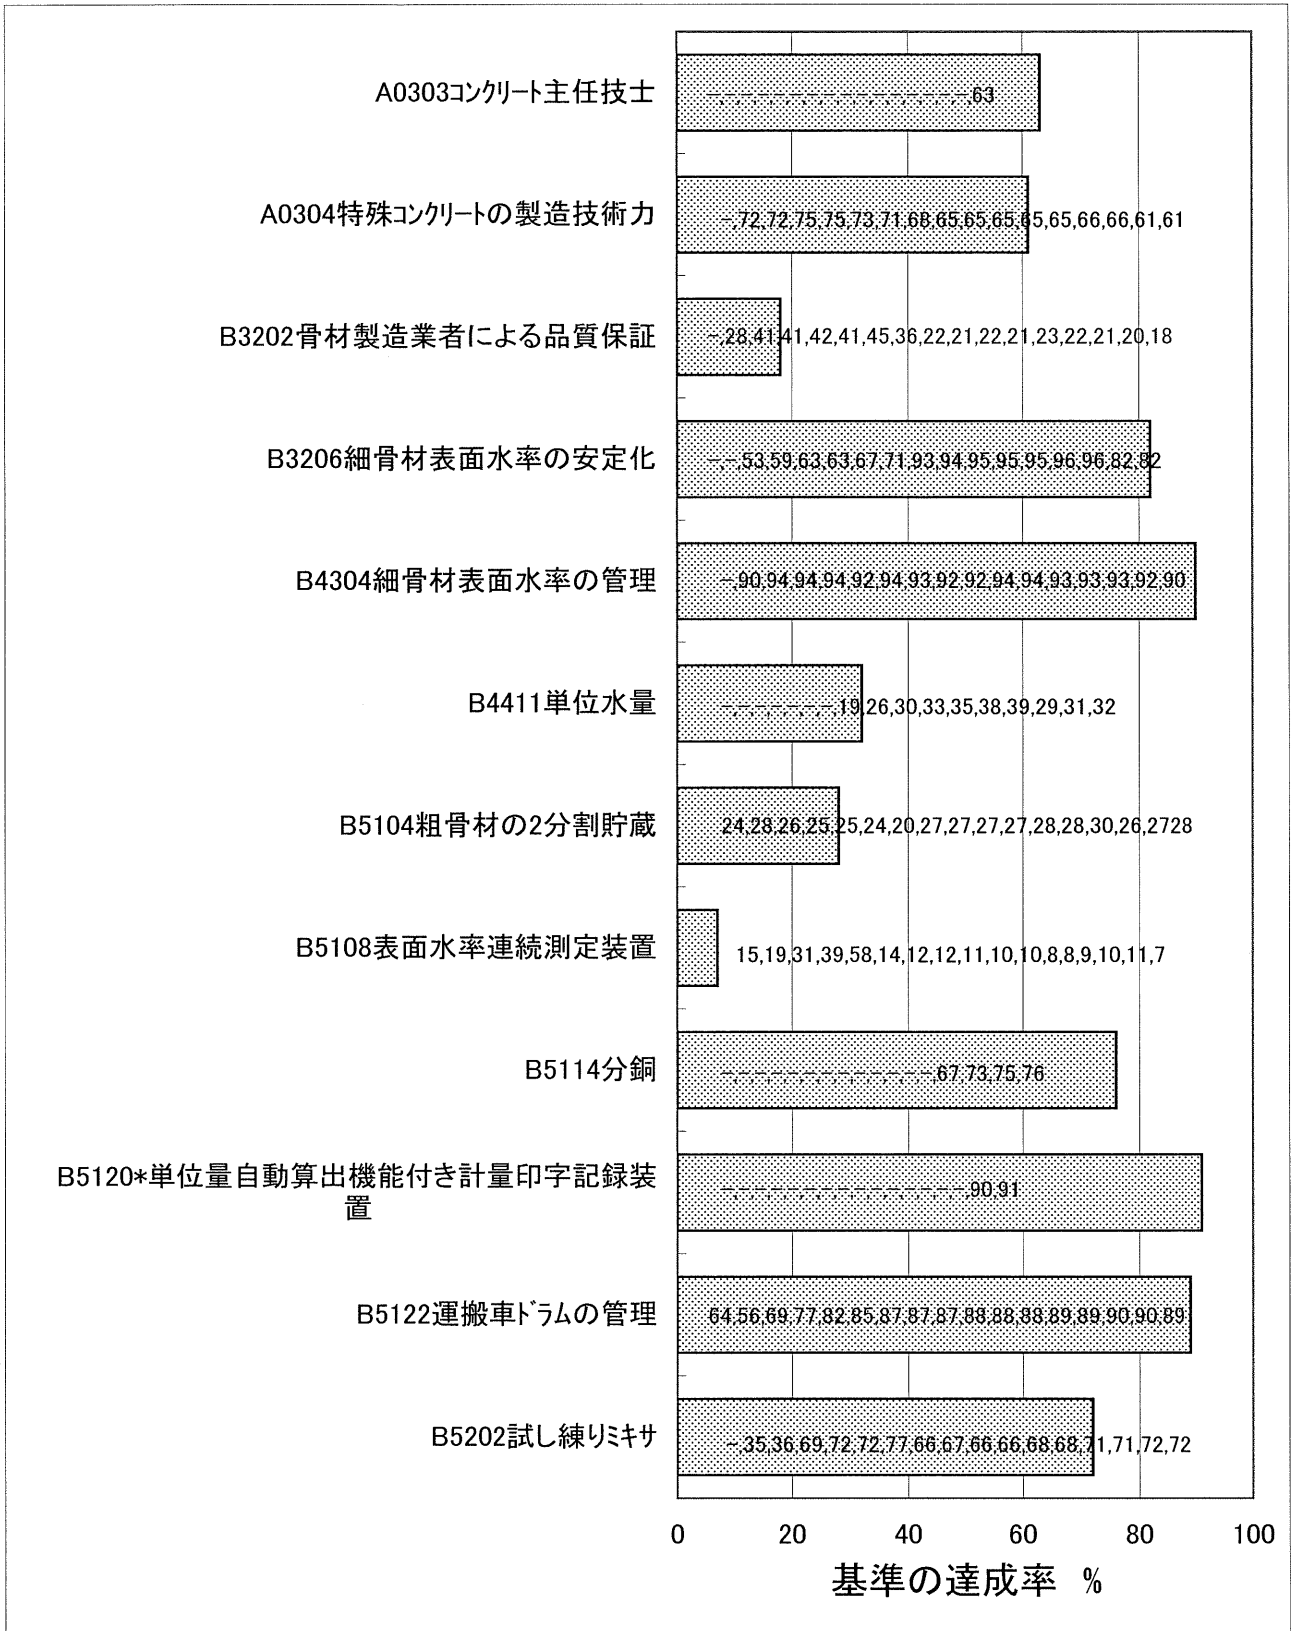 A0303コンクリート主任技士
-,-,-,-,-,-,-,-,-,-,-,-,-,-,-,-,63
A0304特殊コンクリートの製造技術力
-,72,72,75,75,73,71,68,65,65,65,65,65,66,66,61,61
B3202骨材製造業者による品質保証
-,28,41,41,42,41,45,36,22,21,22,21,23,22,21,20,18
B3206細骨材表面水率の安定化
-,-,53,59,63,63,67,71,93,94,95,95,95,96,96,82,82
B4304細骨材表面水率の管理
-,90,94,94,94,92,94,93,92,92,94,94,93,93,93,92,90
B4411単位水量
-,-,-,-,-,-,-,19,26,30,33,35,38,39,29,31,32
B5104粗骨材の2分割貯蔵
24,28,26,25,25,24,20,27,27,27,27,28,28,30,26,2728
B5108表面水率連続測定装置
15,19,31,39,58,14,12,12,11,10,10,8,8,9,10,11,7
B5114分銅
-,-,-,-,-,-,-,-,-,-,-,-,-,67,73,75,76
B5120*単位量自動算出機能付き計量印字記録装
置
-,-,-,-,-,-,-,-,-,-,-,-,-,-,-,90,91
B5122運搬車ドラムの管理
64,56,69,77,82,85,87,87,87,88,88,88,89,89,90,90,89
B5202試し練りミキサ
-,35,36,69,72,72,77,66,67,66,66,68,68,71,71,72,72
0 20 40 60 80 100
基準の達成率 %